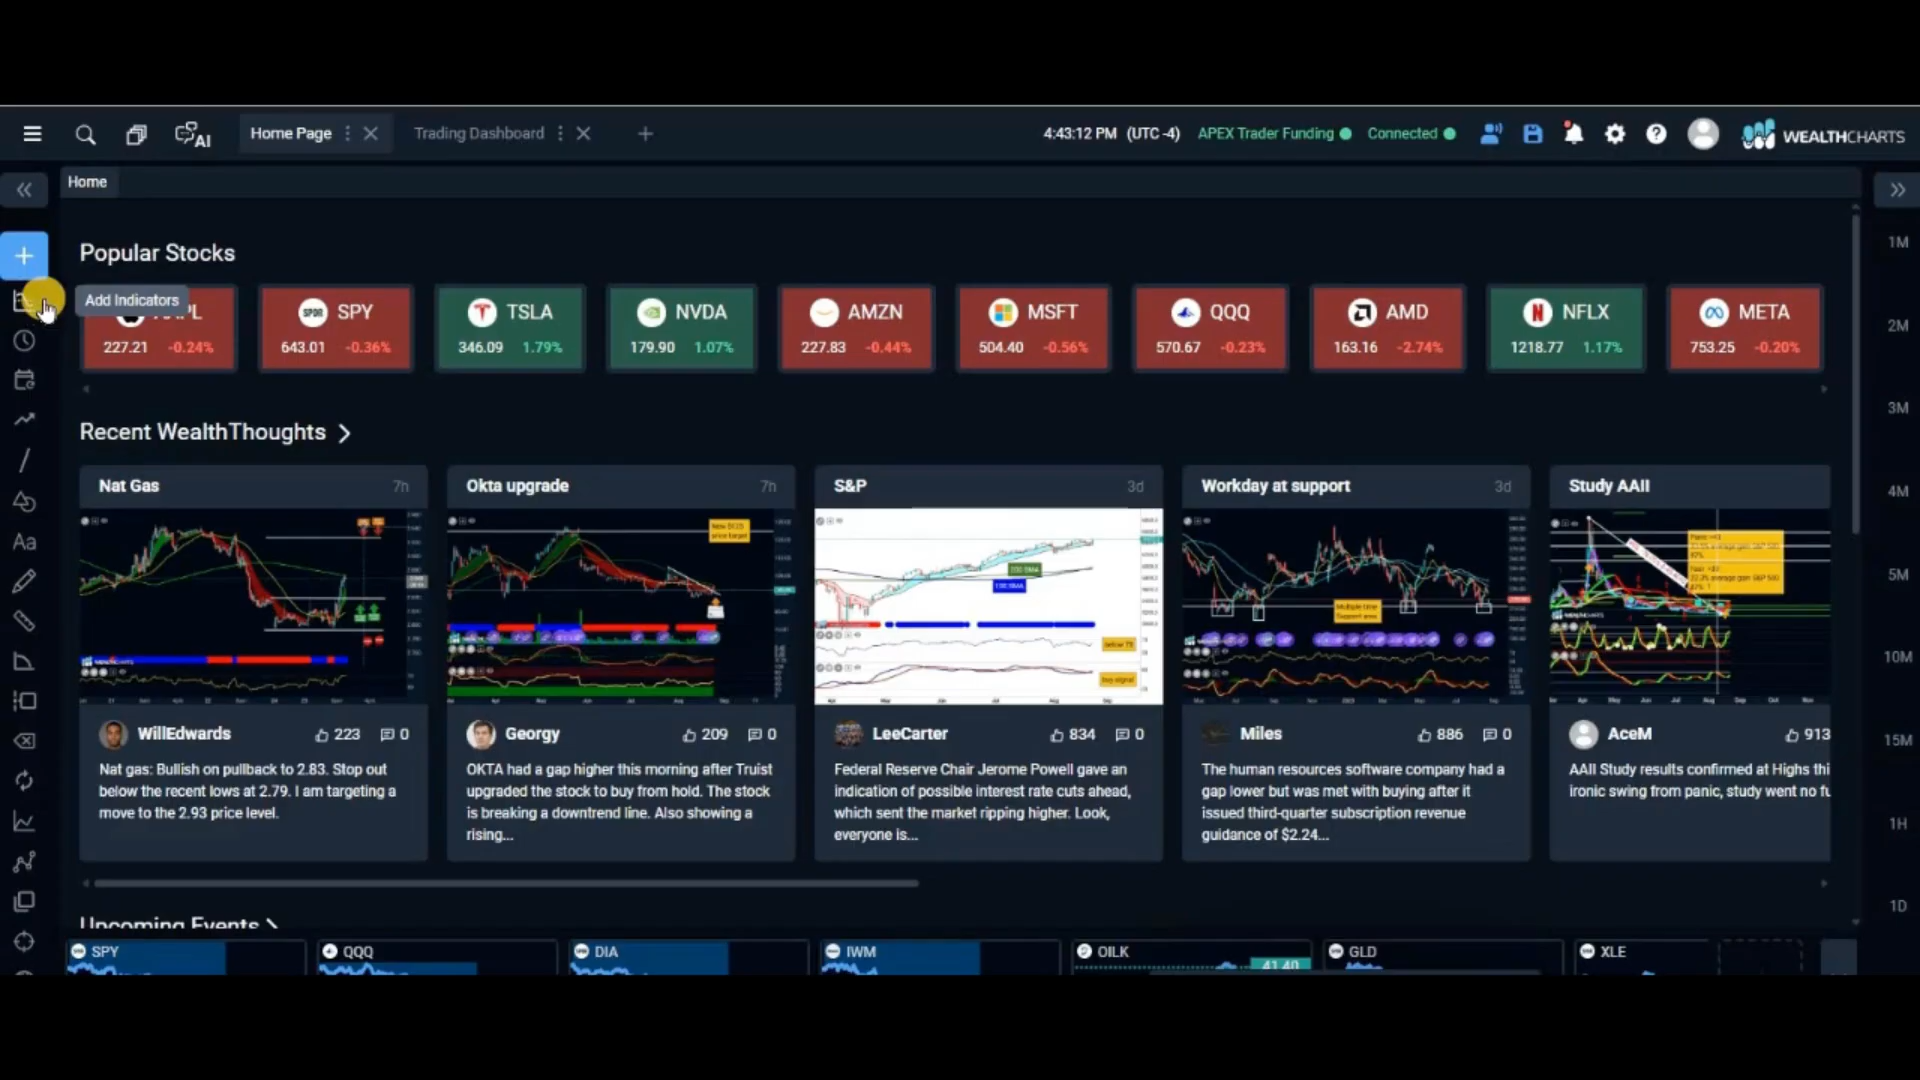 AI
Home Page
Trading Dashboard
4:43:12 PM (UTC -4)
APEX Trader Funding
Connected
WEALTHCHARTS
Home
Popular Stocks
Add Indicators
SPY
TSLA
NVDA
AMZN
MSFT
QQQ
AMD
NFLX
META
227.21 -0.24%
643.01 -0.36%
346.09 1.79%
179.90 1.07%
227.83 -0.44%
504.40 -0.56%
570.67 -0.23%
163.16 -2.74%
1218.77 1.17%
753.25 -0.20%
Recent WealthThoughts
Nat Gas 7h
WillEdwards 223 0
Nat gas: Bullish on pullback to 2.83. Stop out
below the recent lows at 2.79. I am targeting a
move to the 2.93 price level.
Okta upgrade 7h
Georgy 209 0
OKTA had a gap higher this morning after Truist
upgraded the stock to buy from hold. The stock
is breaking a downtrend line. Also showing a
rising...
S&P 3d
LeeCarter 834 0
Federal Reserve Chair Jerome Powell gave an
indication of possible interest rate cuts ahead,
which sent the market ripping higher. Look,
everyone is...
Workday at support 3d
Miles 886 0
The human resources software company had a
gap lower but was met with buying after it
issued third-quarter subscription revenue
guidance of $2.24...
Study AAII
AceM 913
AAII Study results confirmed at Highs thi
ironic swing from panic, study went no fu
Upcoming Events
SPY
QQQ
DIA
IWM
OILK
41.40
GLD
XLE
Aa
1M
2M
3M
4M
5M
10M
15M
1H
1D